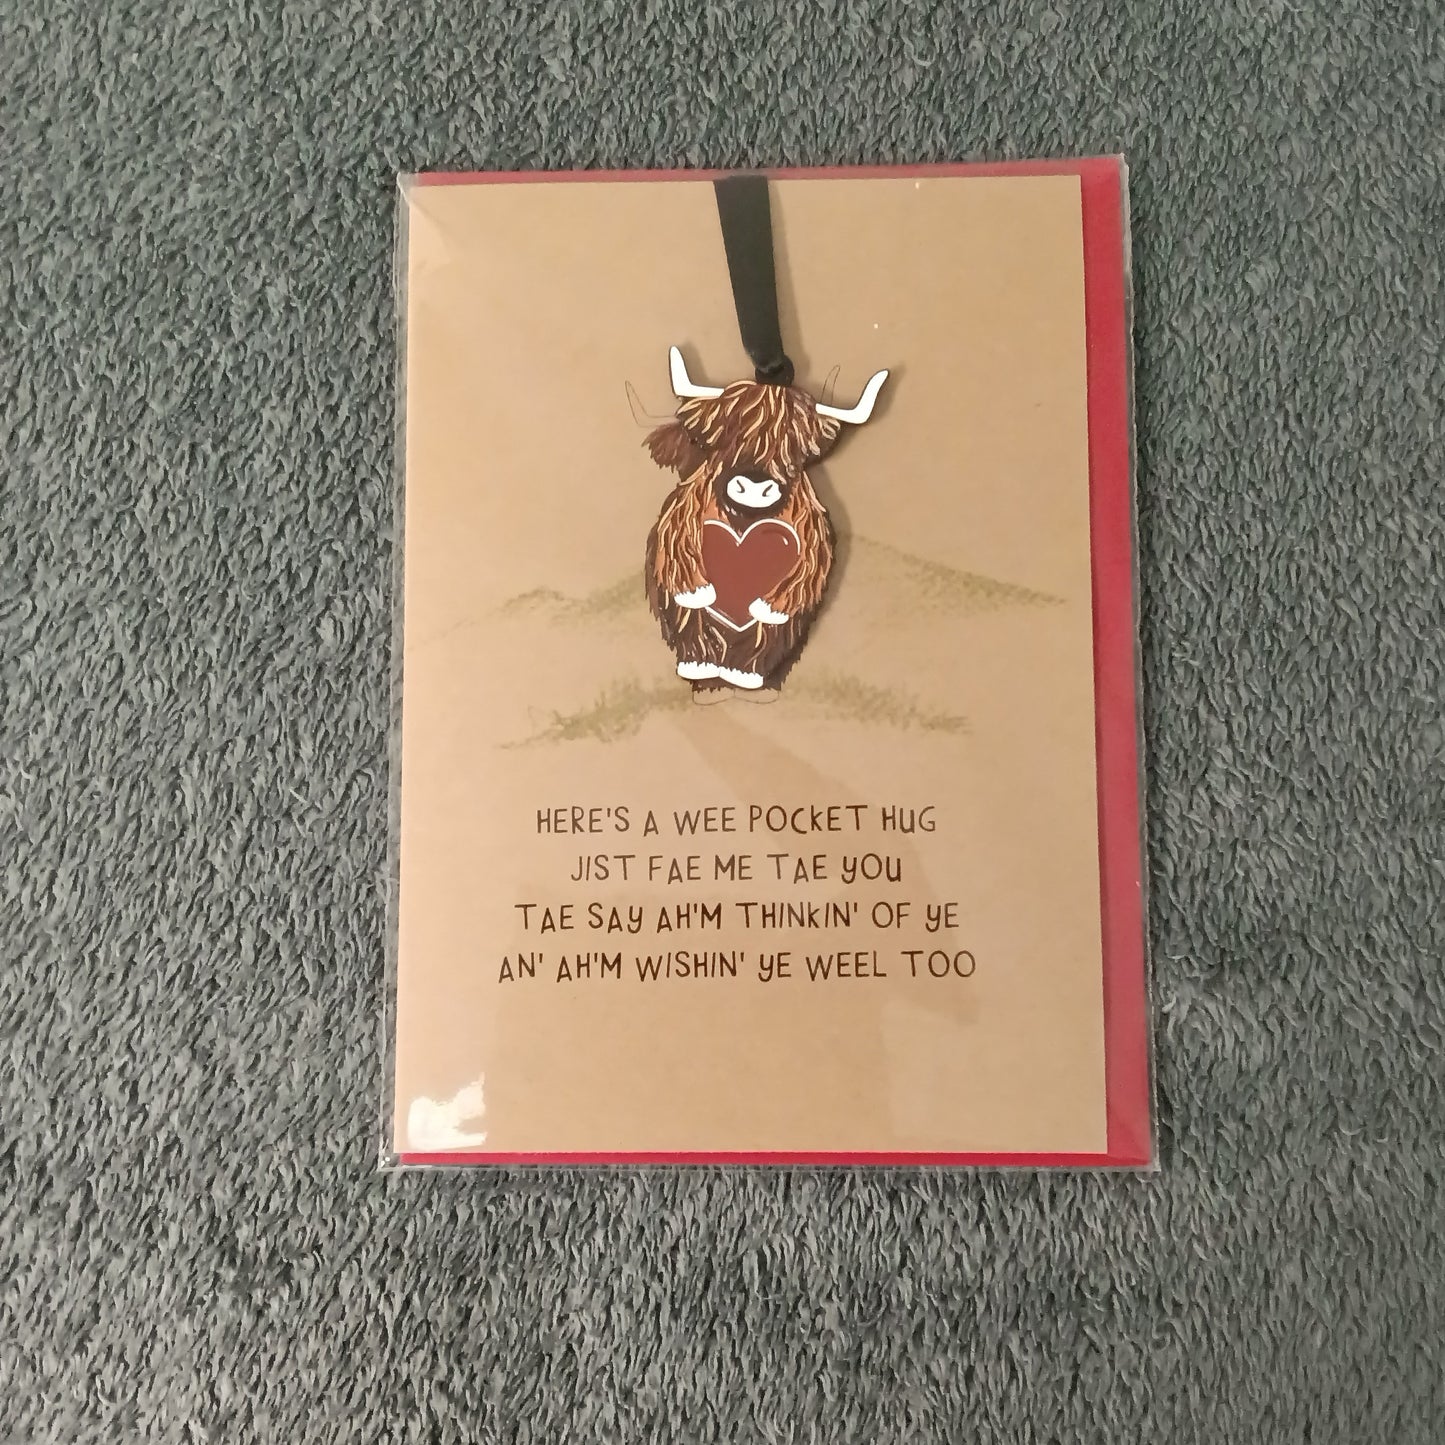 HERE'S A WEE POCKET HUG
JIST FAE ME TAE YOU
TAE SAY AH'M THINKIN' OF YE
AN' AH'M WISHIN' YE WEEL TOO